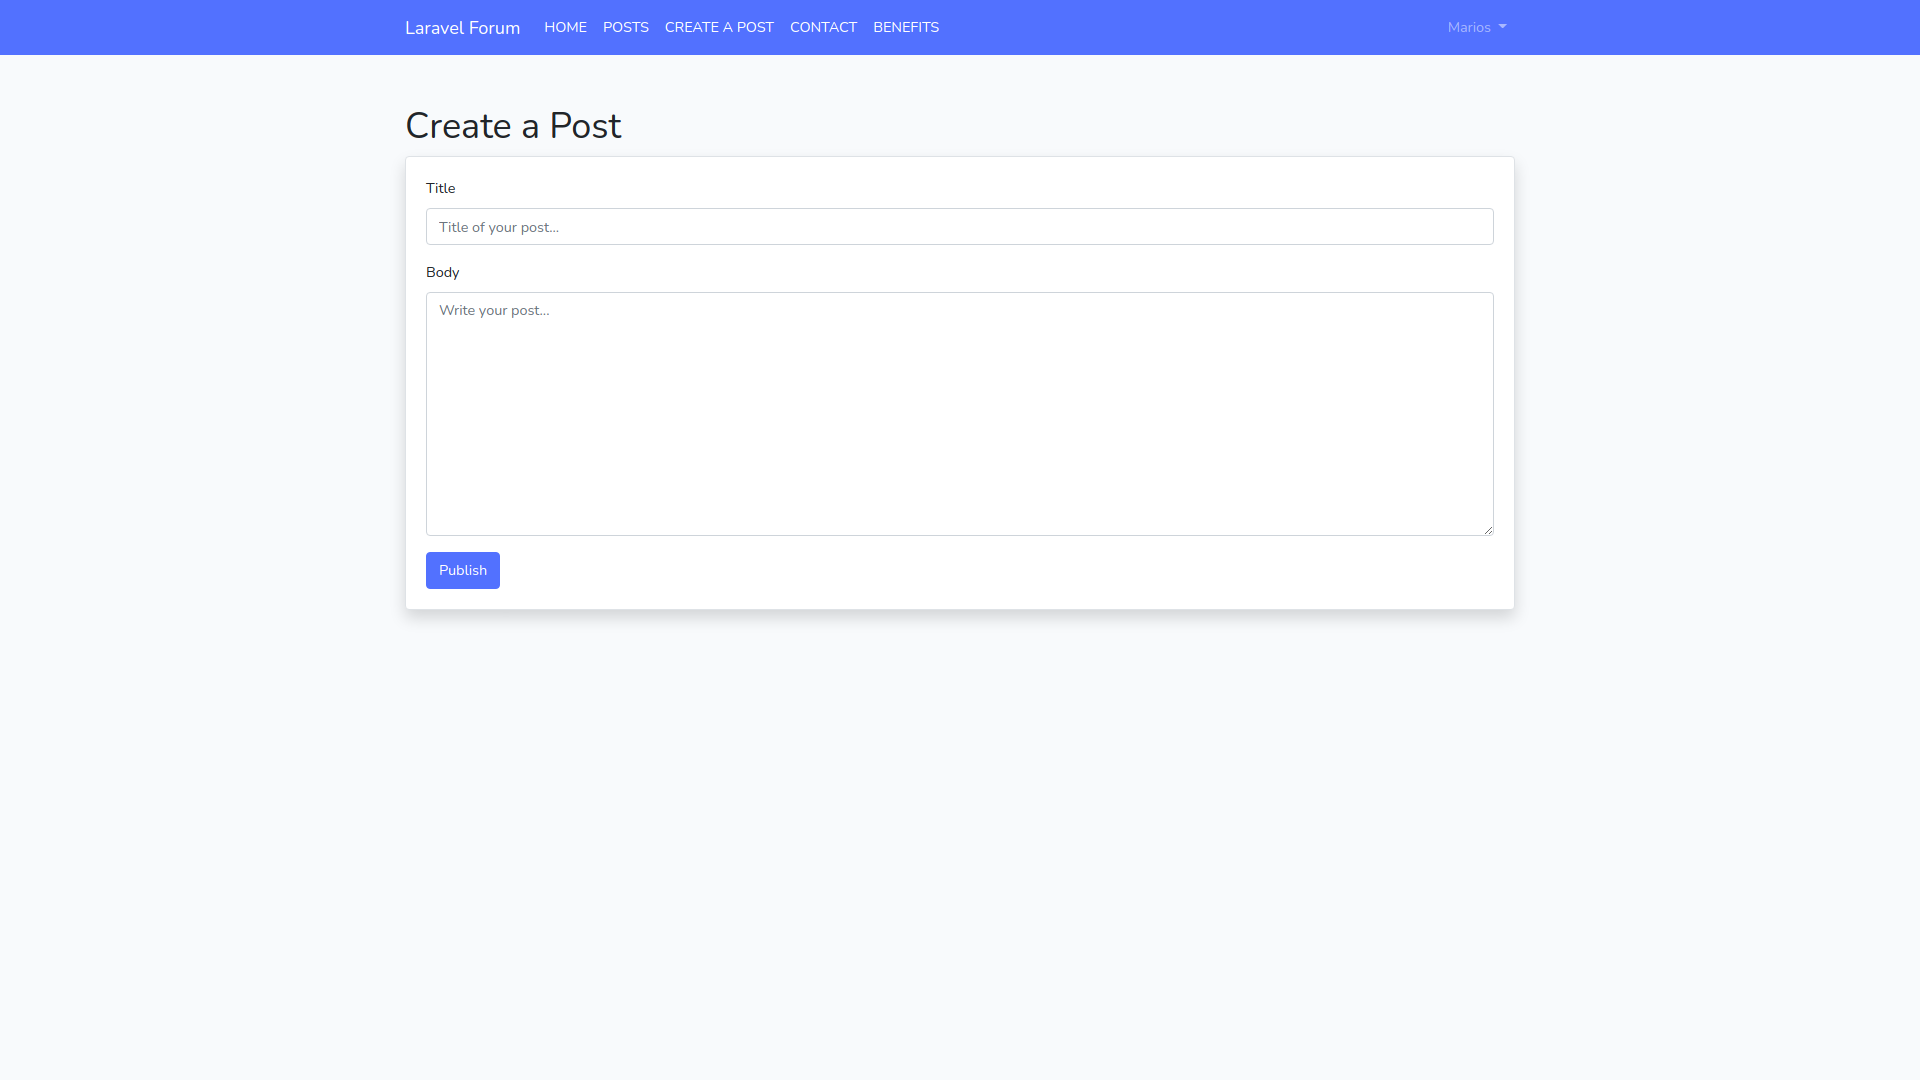 Laravel Forum HOME POSTS CREATE A POST CONTACT BENEFITS Marios
Create a Post
Title
Title of your post...
Body
Write your post...
Publish